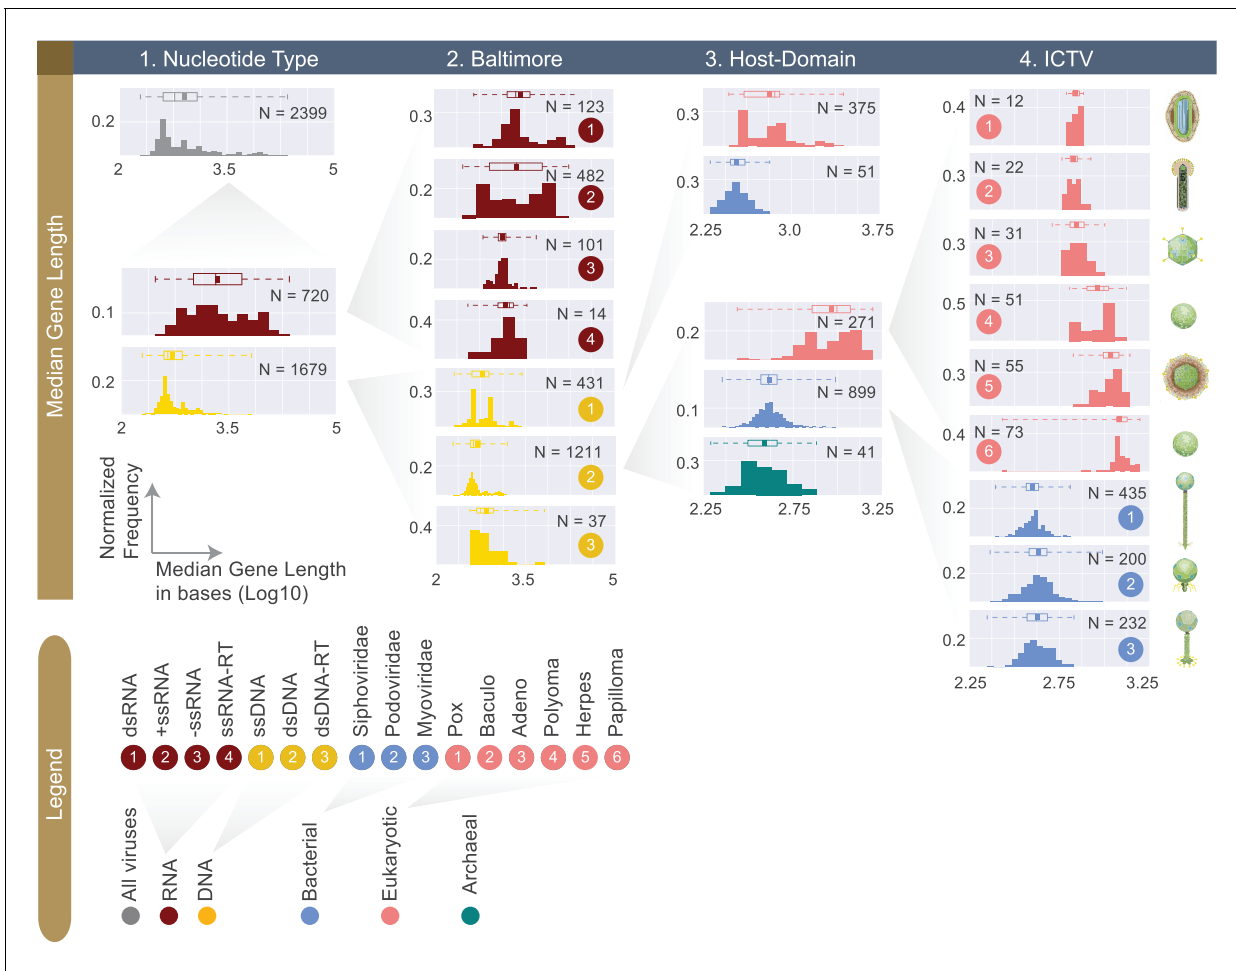 1. Nucleotide Type
2. Baltimore
3. Host-Domain
4. ICTV
Median Gene Length
N = 2399
0.2
2
3.5
5
N = 720
0.1
N = 1679
0.2
2
3.5
5
Normalized
Frequency
Median Gene Length
in bases (Log10)
N = 123
0.3
1
N = 482
0.2
2
N = 101
0.2
3
N = 14
0.4
4
N = 431
0.3
1
N = 1211
0.2
2
N = 37
0.4
3
2
3.5
5
N = 375
0.3
N = 51
0.3
2.25
3.0
3.75
N = 271
0.2
N = 899
0.1
N = 41
0.3
2.25
2.75
3.25
N = 12
0.4
1
N = 22
0.3
2
N = 31
0.3
3
N = 51
0.5
4
N = 55
0.3
5
N = 73
0.4
6
N = 435
0.2
1
N = 200
0.2
2
N = 232
0.2
3
2.25
2.75
3.25
Legend
dsRNA
+ssRNA
-ssRNA
ssRNA-RT
ssDNA
dsDNA
dsDNA-RT
Siphoviridae
Podoviridae
Myoviridae
Pox
Baculo
Adeno
Polyoma
Herpes
Papilloma
1
2
3
4
1
2
3
1
2
3
1
2
3
4
5
6
All viruses
RNA
DNA
Bacterial
Eukaryotic
Archaeal